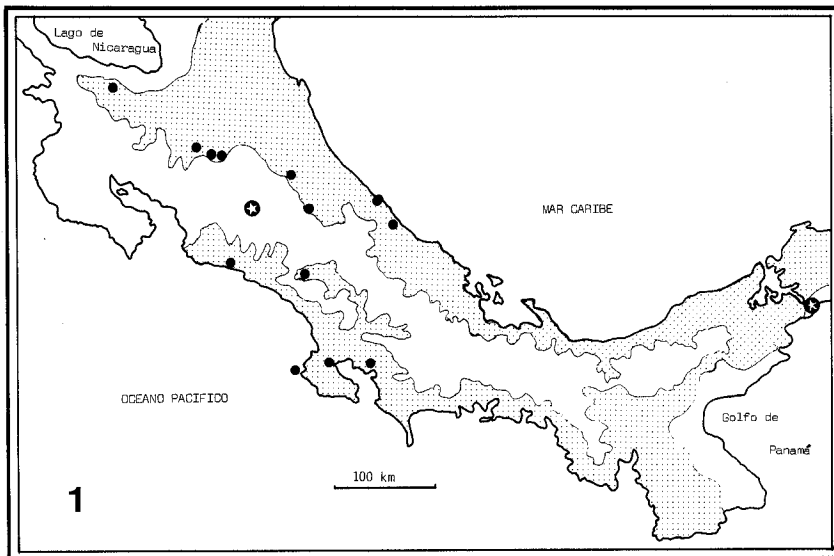 Lago de
Nicaragua
MAR CARIBE
OCEANO PACIFICO
Golfo de
Panamá
100 km
1